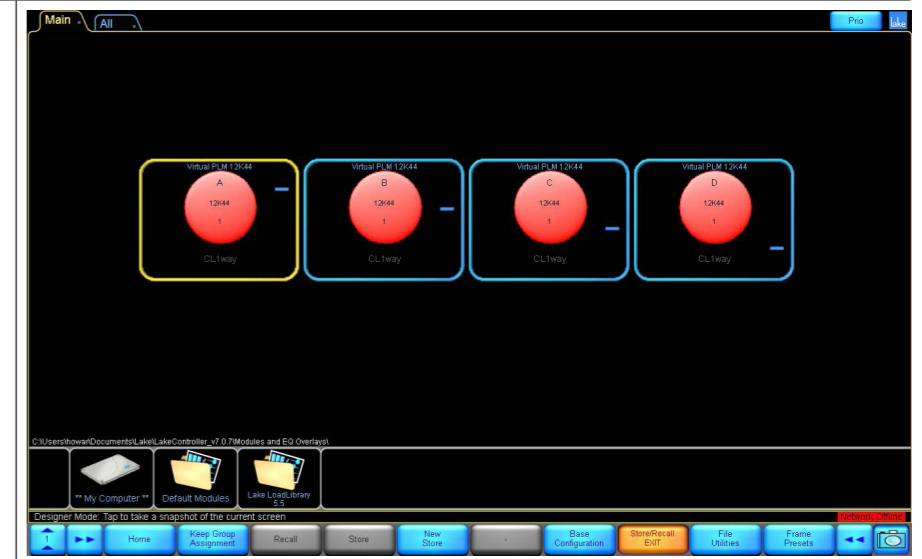 Main
All
Prio
lake
Virtual PLM 12K44
A
12K44
1
CL1way
Virtual PLM 12K44
B
12K44
1
CL1way
Virtual PLM 12K44
C
12K44
1
CL1way
Virtual PLM 12K44
D
12K44
1
CL1way
C:\Users\howart\Documents\Lake\LakeController_v7.0.7\Modules and EQ Overlays\
** My Computer **
Default Modules
Lake LoadLibrary
5.5
Designer Mode: Tap to take a snapshot of the current screen
Network Offline
1
Home
Keep Group
Assignment
Recall
Store
New
Store
-
Base
Configuration
Store/Recall
EXIT
File
Utilities
Frame
Presets